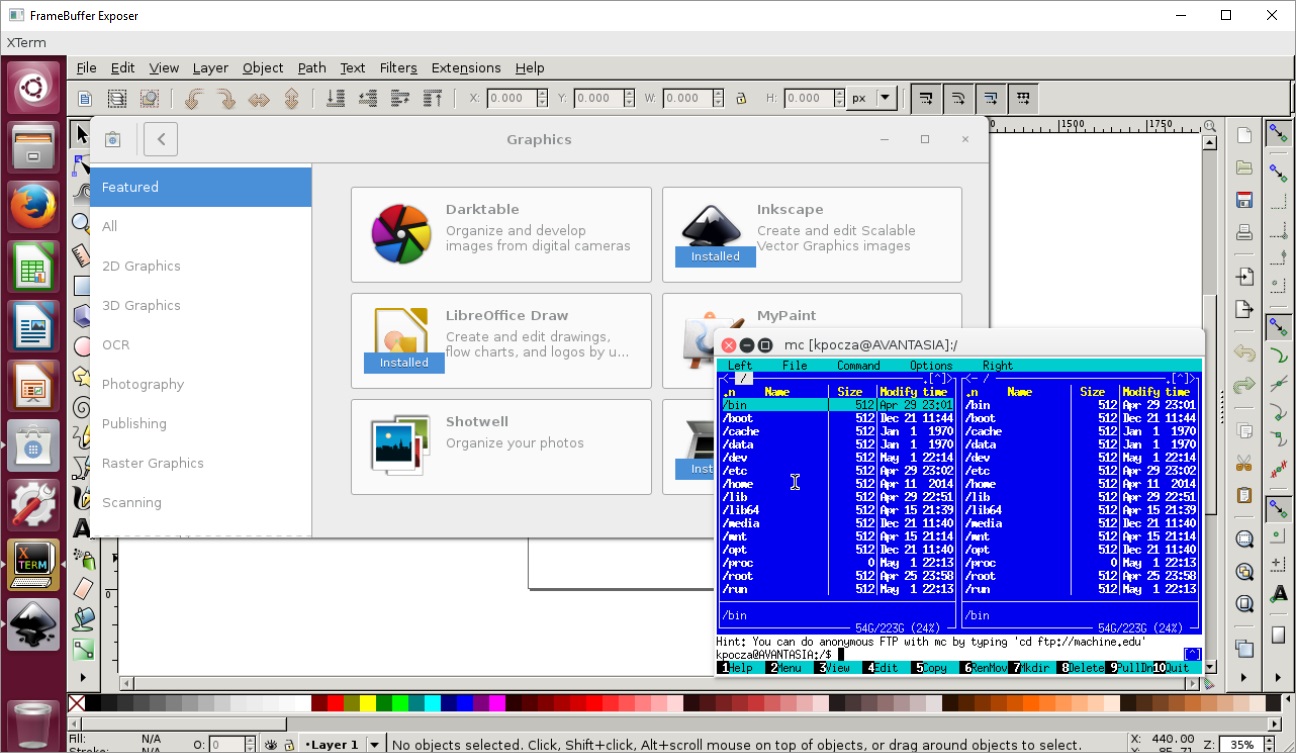 FrameBuffer Exposer
XTerm
File Edit View Layer Object Path Text Filters Extensions Help
X: 0.000 Y: 0.000 W: 0.000 H: 0.000 px
1500 1750
Graphics
Featured
All
2D Graphics
3D Graphics
OCR
Photography
Publishing
Raster Graphics
Scanning
Darktable
Organize and develop
images from digital cameras
Inkscape
Create and edit Scalable
Vector Graphics images
Installed
LibreOffice Draw
Create and edit drawings,
flow charts, and logos by u...
Installed
MyPaint
Shotwell
Organize your photos
Inst
X
TERM
mc [kpocza@AVANTASIA]:/
Left File Command Options Right
<- / .[^]> <- / .[^]>
.n Name Size Modify time .n Name Size Modify time
/bin 512 Apr 29 23:01 /bin 512 Apr 29 23:01
/boot 512 Dec 21 11:44 /boot 512 Dec 21 11:44
/cache 512 Jan 1 1970 /cache 512 Jan 1 1970
/data 512 Jan 1 1970 /data 512 Jan 1 1970
/dev 512 May 1 22:14 /dev 512 May 1 22:14
/etc 512 Apr 29 23:02 /etc 512 Apr 29 23:02
/home 512 Apr 11 2014 /home 512 Apr 11 2014
/lib 512 Apr 29 22:51 /lib 512 Apr 29 22:51
/lib64 512 Apr 15 21:39 /lib64 512 Apr 15 21:39
/media 512 Dec 21 11:40 /media 512 Dec 21 11:40
/mnt 512 Apr 15 21:14 /mnt 512 Apr 15 21:14
/opt 512 Dec 21 11:40 /opt 512 Dec 21 11:40
/proc 0 May 1 22:13 /proc 0 May 1 22:13
/root 512 Apr 25 23:58 /root 512 Apr 25 23:58
/run 512 May 1 22:13 /run 512 May 1 22:13
/bin /bin
54G/223G (24%) 54G/223G (24%)
Hint: You can do anonymous FTP with mc by typing 'cd ftp://machine.edu'
kpocza@AVANTASIA:/$ [^]
1Help 2Menu 3View 4Edit 5Copy 6RenMov 7Mkdir 8Delete 9PullDn 10Quit
Fill: N/A
N/A
O: 0
Layer 1
No objects selected. Click, Shift+click, Alt+scroll mouse on top of objects, or drag around objects to select.
X: 440.00
Z: 35%